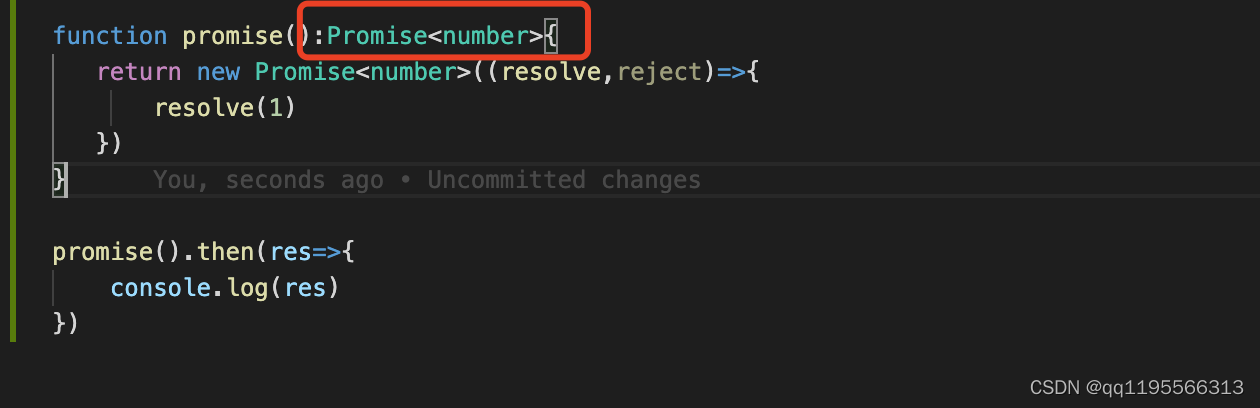 function promise():Promise<number>{
return new Promise<number>((resolve,reject)=>{
resolve(1)
})
}    You, seconds ago • Uncommitted changes
promise().then(res=>{
console.log(res)
})
CSDN @qq1195566313